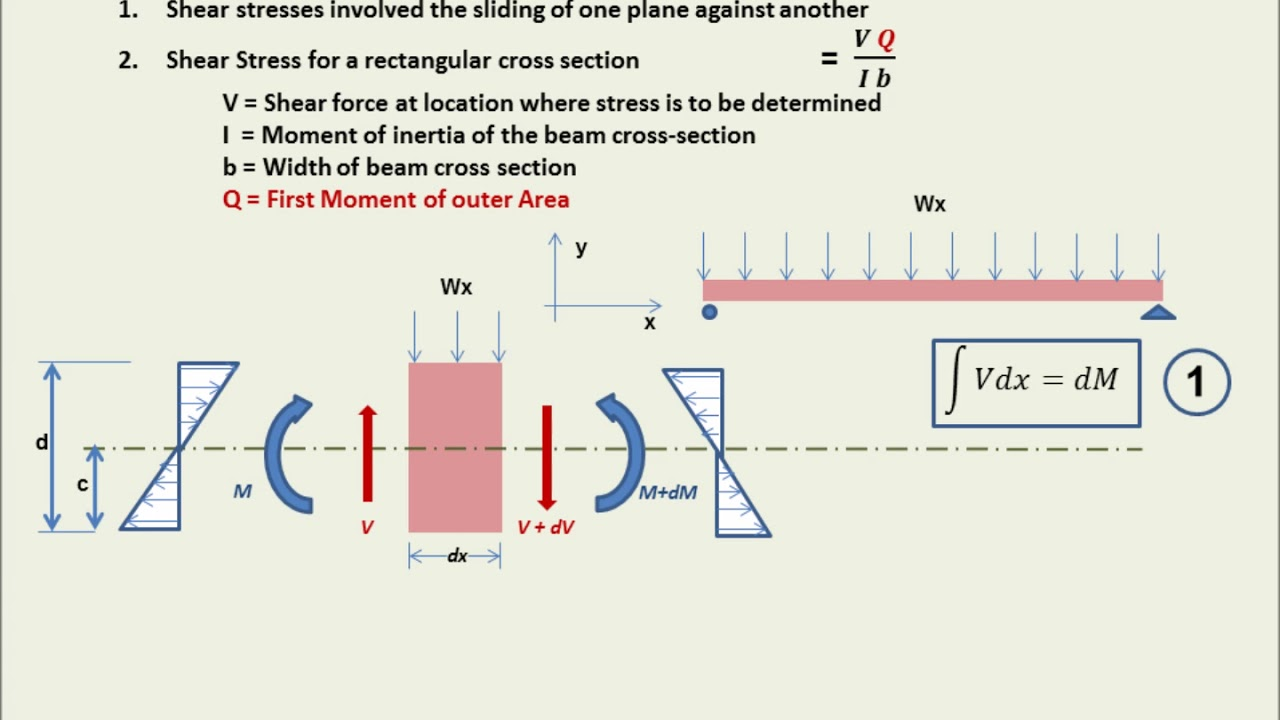 1. Shear stresses involved the sliding of one plane against another
2. Shear Stress for a rectangular cross section = V Q / I b
V = Shear force at location where stress is to be determined
I = Moment of inertia of the beam cross-section
b = Width of beam cross section
Q = First Moment of outer Area
Wx
y
Wx
x
∫ Vdx = dM
1
d
c
M
M+dM
V
V + dV
dx